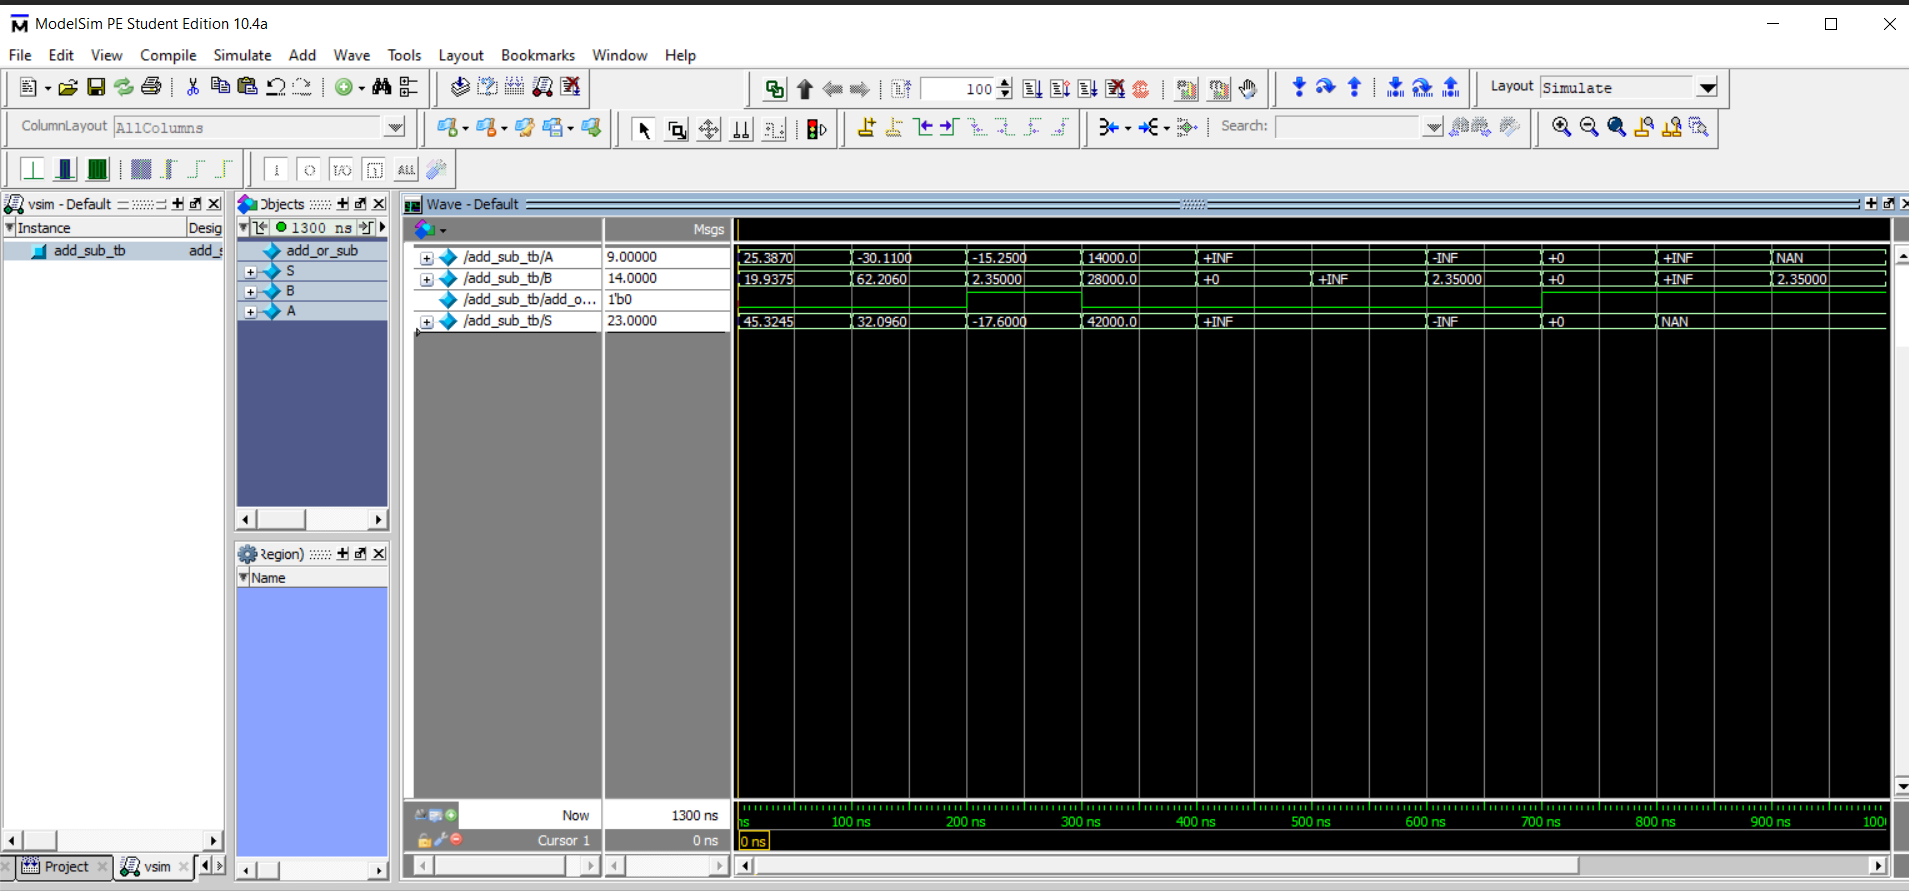 ModelSim PE Student Edition 10.4a
File Edit View Compile Simulate Add Wave Tools Layout Bookmarks Window Help
100 Layout Simulate
ColumnLayout AllColumns Search:
I O I/O ALL
vsim - Default Objects Wave - Default
Instance Desig 1300 ns Msgs
add_sub_tb add_s add_or_sub
S
B
A
/add_sub_tb/A 9.00000 25.3870 -30.1100 -15.2500 14000.0 +INF -INF +0 +INF NAN
/add_sub_tb/B 14.0000 19.9375 62.2060 2.35000 28000.0 +0 +INF 2.35000 +0 +INF 2.35000
/add_sub_tb/add_o... 1'b0
/add_sub_tb/S 23.0000 45.3245 32.0960 -17.6000 42000.0 +INF -INF +0 NAN
Region)
Name
Now 1300 ns ns 100 ns 200 ns 300 ns 400 ns 500 ns 600 ns 700 ns 800 ns 900 ns 100
Cursor 1 0 ns 0 ns
Project vsim